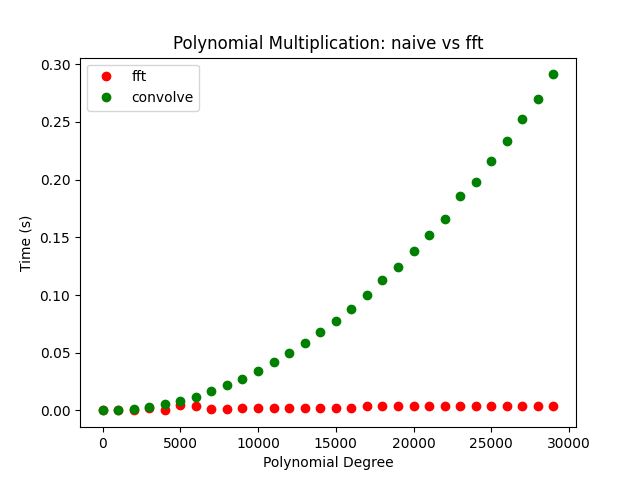 Polynomial Multiplication: naive vs fft
fft
convolve
Time (s)
0.30
0.25
0.20
0.15
0.10
0.05
0.00
0 5000 10000 15000 20000 25000 30000
Polynomial Degree